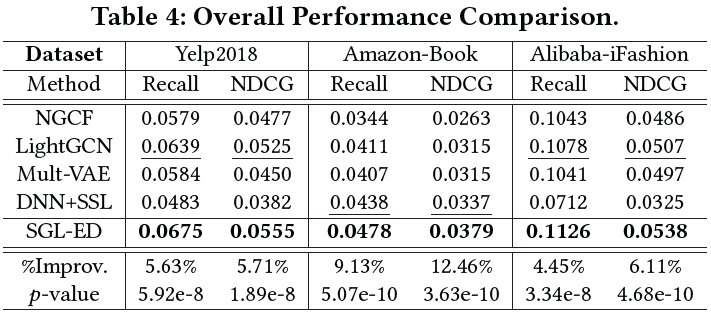 Table 4: Overall Performance Comparison.
Dataset Yelp2018 Amazon-Book Alibaba-iFashion
Method Recall NDCG Recall NDCG Recall NDCG
NGCF 0.0579 0.0477 0.0344 0.0263 0.1043 0.0486
LightGCN 0.0639 0.0525 0.0411 0.0315 0.1078 0.0507
Mult-VAE 0.0584 0.0450 0.0407 0.0315 0.1041 0.0497
DNN+SSL 0.0483 0.0382 0.0438 0.0337 0.0712 0.0325
SGL-ED 0.0675 0.0555 0.0478 0.0379 0.1126 0.0538
%Improv. 5.63% 5.71% 9.13% 12.46% 4.45% 6.11%
p-value 5.92e-8 1.89e-8 5.07e-10 3.63e-10 3.34e-8 4.68e-10